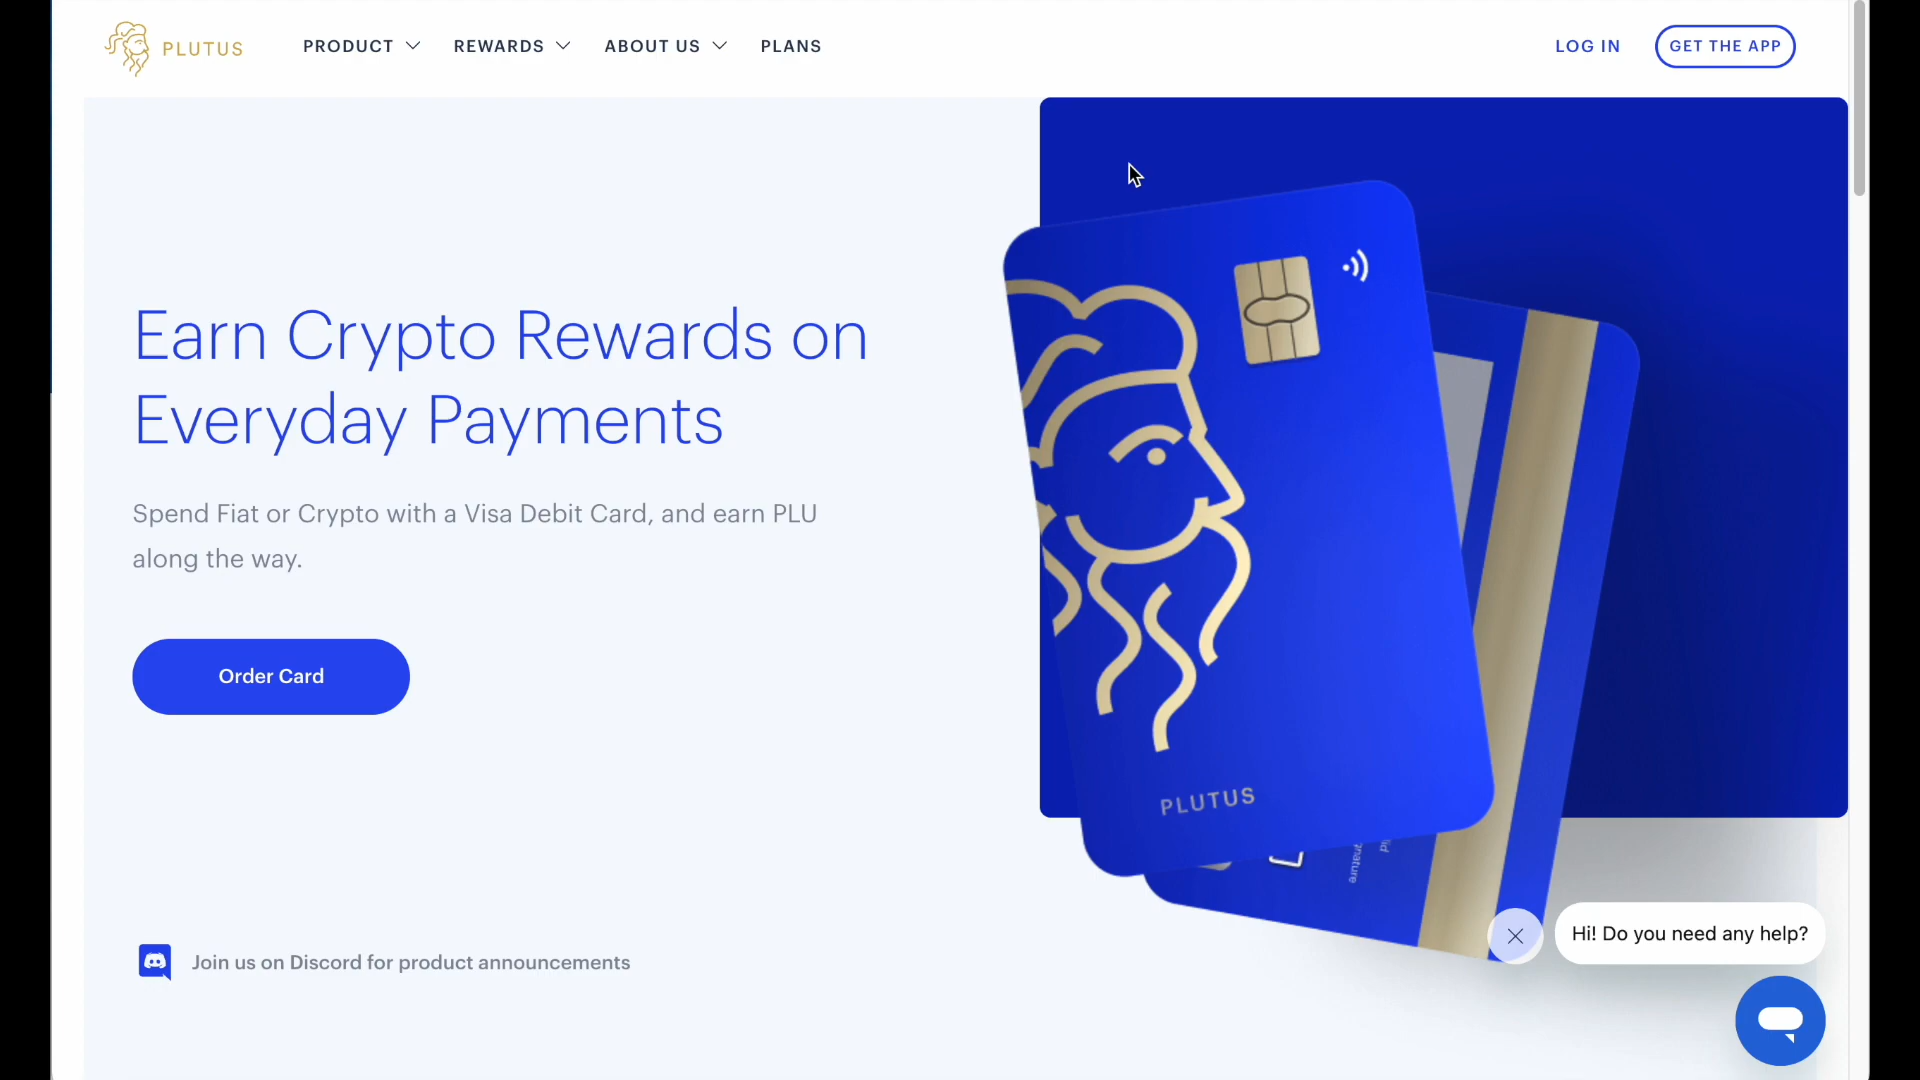 PLUTUS
PRODUCT
REWARDS
ABOUT US
PLANS
LOG IN
GET THE APP
Earn Crypto Rewards on
Everyday Payments
Spend Fiat or Crypto with a Visa Debit Card, and earn PLU
along the way.
Order Card
PLUTUS
Join us on Discord for product announcements
Hi! Do you need any help?